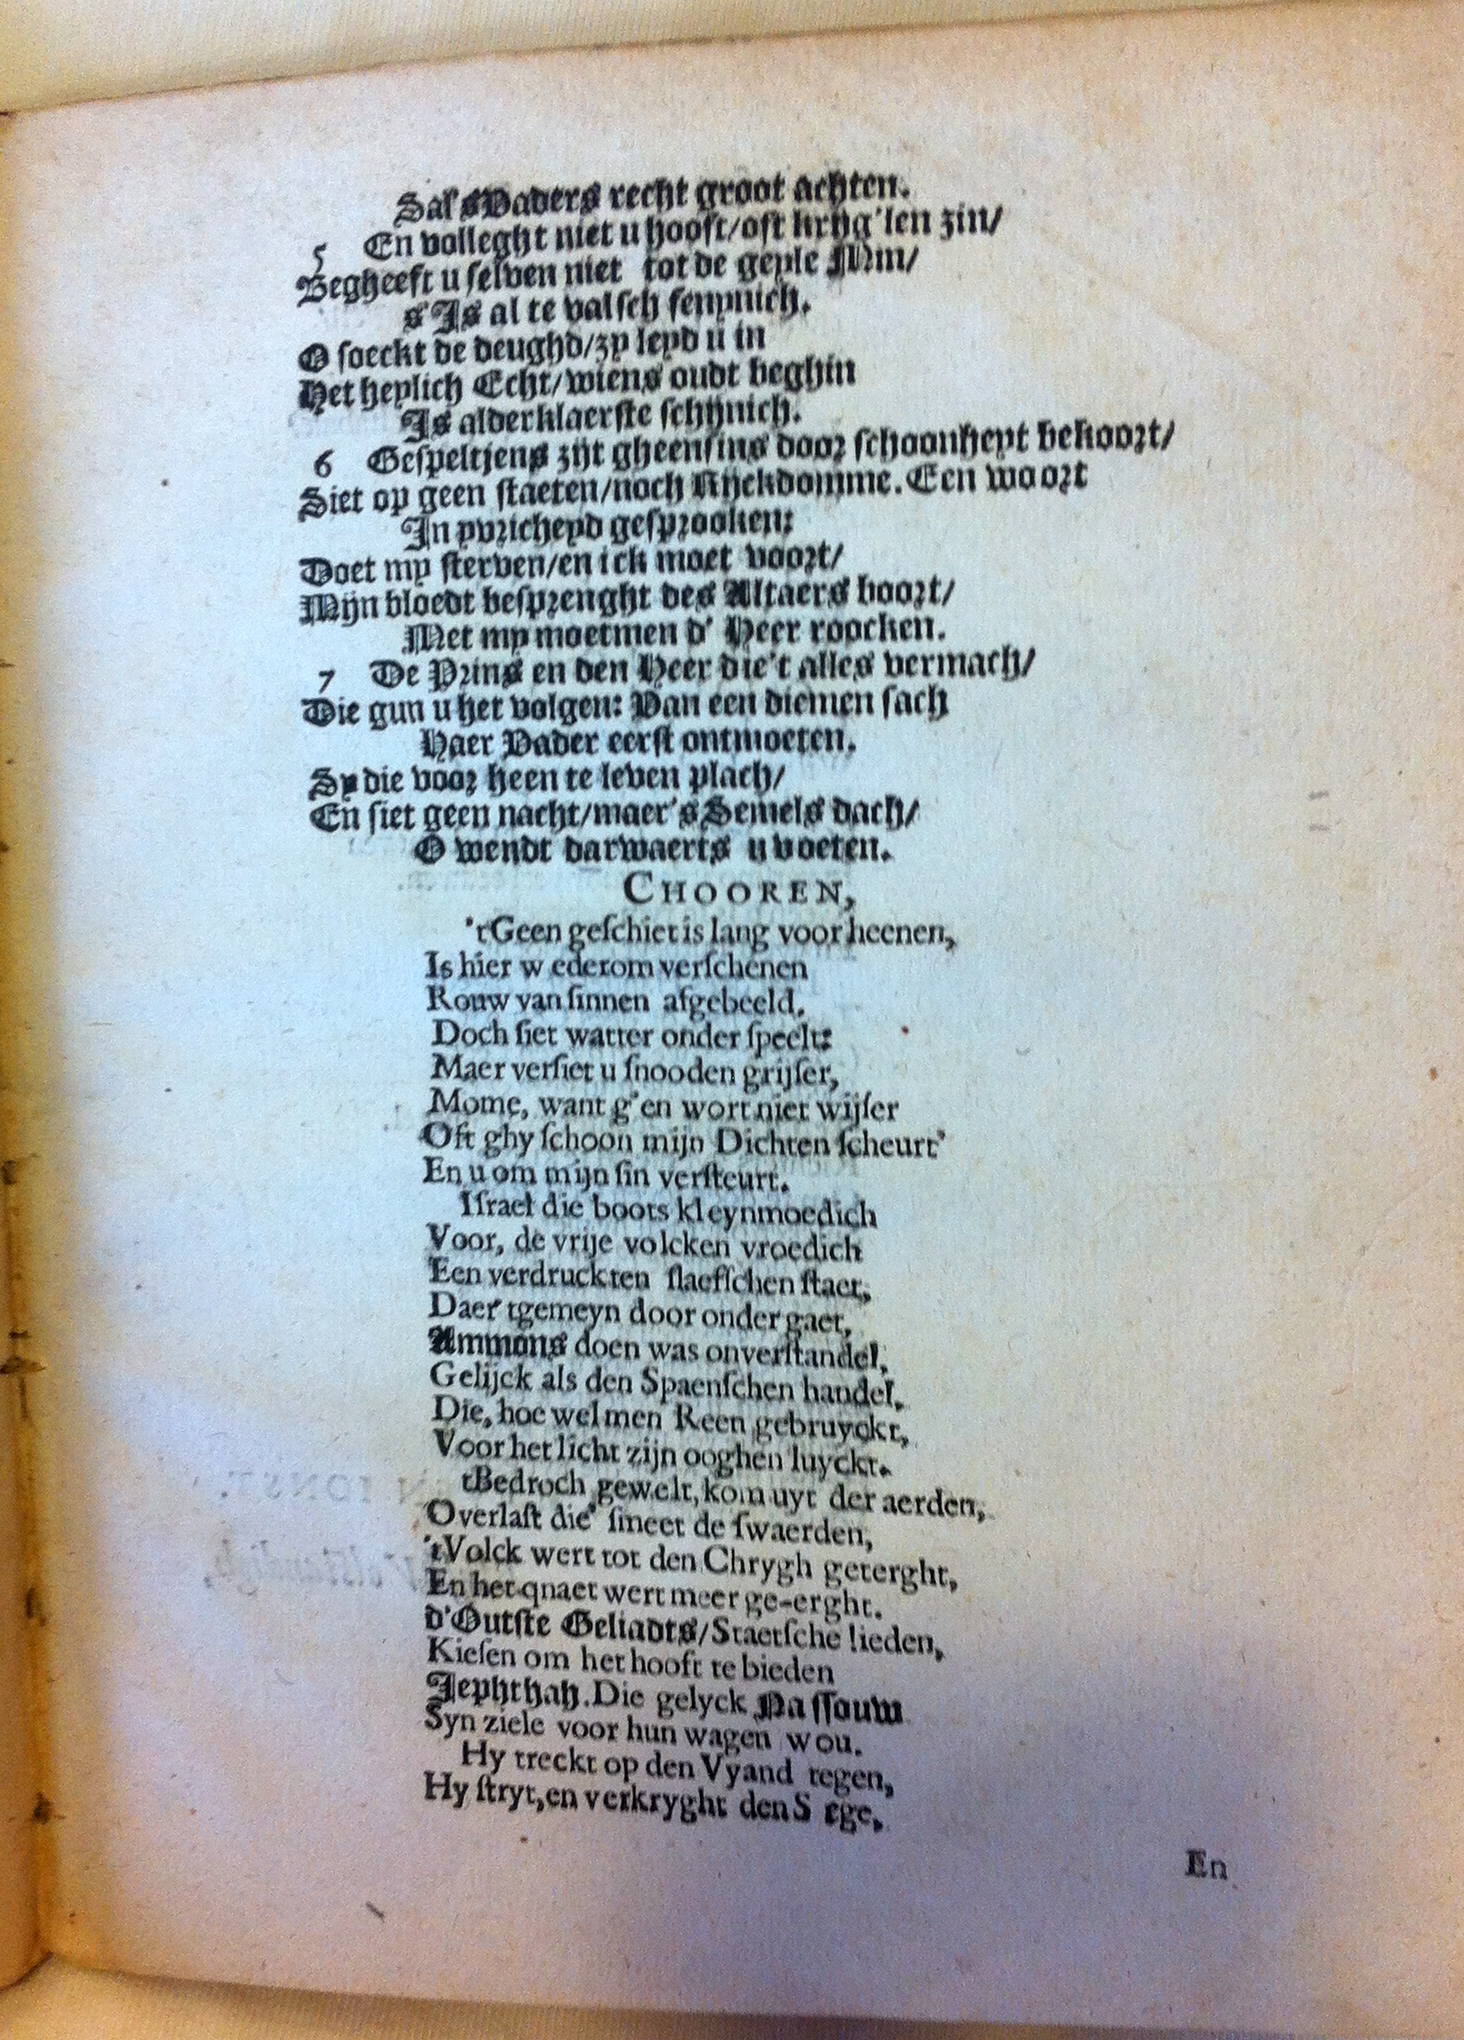 Sal'sVaders recht groot achten.
5 En volleght niet u hooft/oft krijg'len zin/
Begheeft u selven niet tot de geyle Min/
s'Is al te valsch fenynich.
O soeckt de deughd/zy leyd u in
Het heylich Echt/wiens oudt beghin
Is alderklaerste schijnich.
6 Gespeltjens zijt gheensins door schoonheyt bekoort/
Siet op geen staeten/noch Rijckdomme. Een woort
In yvricheyd gesprooken:
Doet my sterven/en ick moet voort/
Mijn bloedt besprenght des Altaers boort/
Met my moetmen d' Heer roocken.
7 De Prins en den Heer die't alles vermach/
Die gun u het volgen: Van een diemen sach
Haer Vader eerst ontmoeten.
Sy die voor heen te leven plach/
En siet geen nacht/maer's Hemels dach/
O wendt darwaerts u voeten.
CHOOREN,
'tGeen geschiet is lang voor heenen,
Is hier w ederom verschenen
Rouw van sinnen afgebeeld,
Doch siet watter onder speelt:
Maer versiet u snooden grijser,
Mome, want g'en wort niet wijser
Oft ghy schoon mijn Dichten scheurt'
En u om mijn sin versteurt.
Israel die boots kleynmoedich
Voor, de vrije volcken vroedich
Een verdruckten slaefschen staet,
Daer tgemeyn door onder gaet,
Ammons doen was onverstandel,
Gelijck als den Spaenschen handel,
Die, hoe wel men Reen gebruyckt,
Voor het licht zijn ooghen luyckt.
tBedroch gewelt, kom uyt der aerden,
Overlast die' smeet de swaerden,
'tVolck wert tot den Chrygh geterght,
En het qnaet wert meer ge-erght.
d'Outste Geliadts/Staetsche lieden,
Kiesen om het hooft te bieden
Jephthah. Die gelyck Nassouw
Syn ziele voor hun wagen wou.
Hy treckt op den Vyand tegen,
Hy stryt, en verkryght den S ege,
En